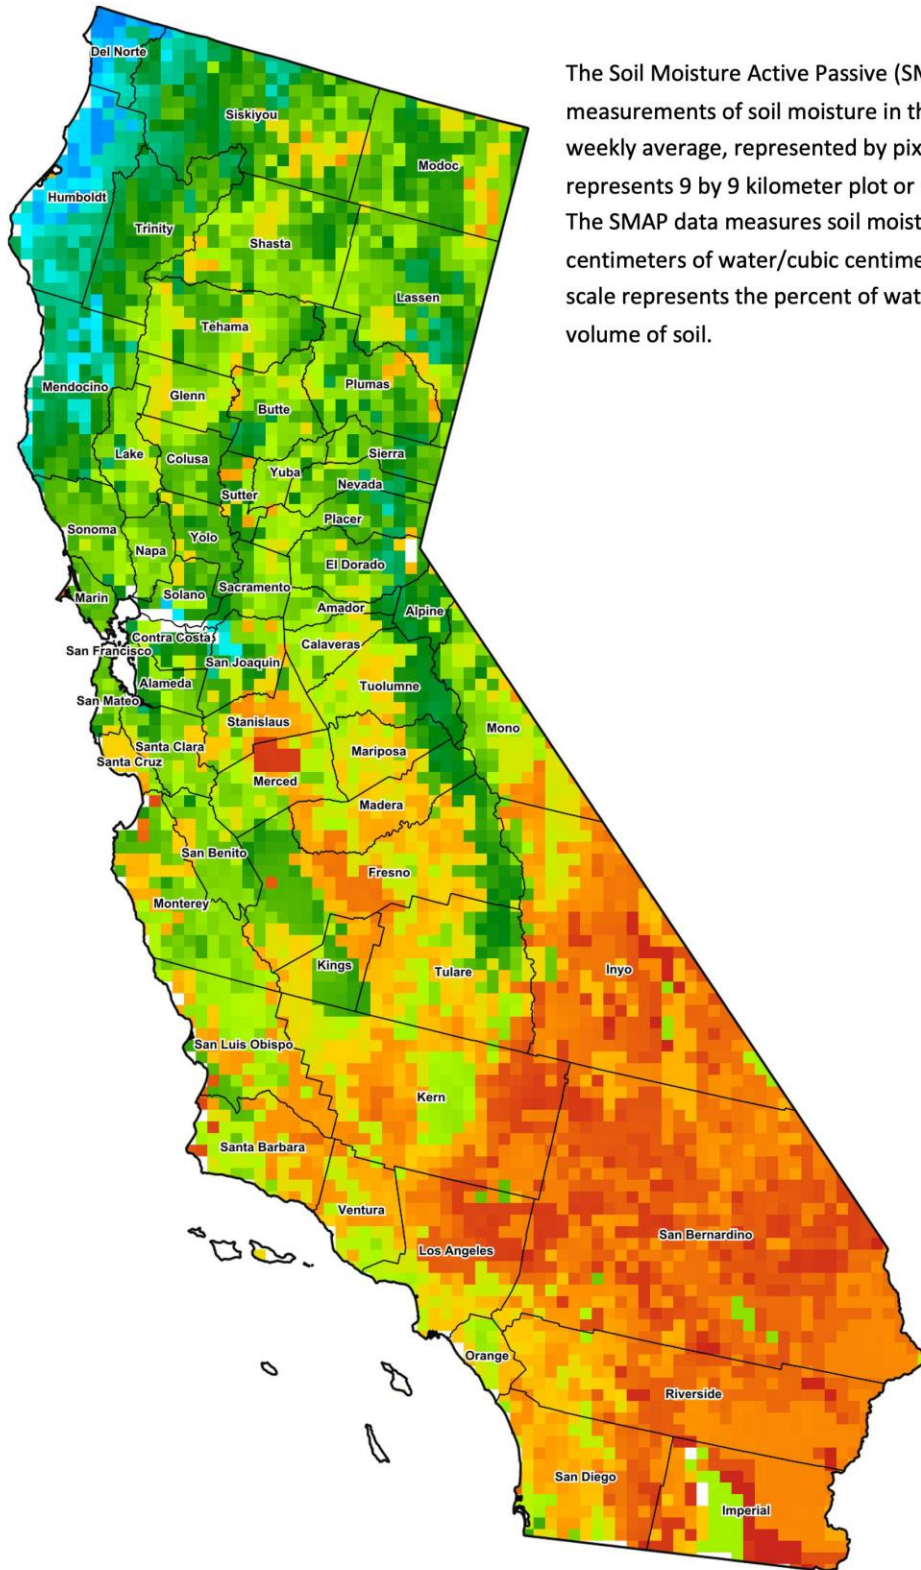 The Soil Moisture Active Passive (SM
measurements of soil moisture in th
weekly average, represented by pix
represents 9 by 9 kilometer plot or
The SMAP data measures soil moist
centimeters of water/cubic centime
scale represents the percent of wat
volume of soil.
Del Norte
Siskiyou
Modoc
Humboldt
Trinity
Shasta
Lassen
Tehama
Plumas
Mendocino
Glenn
Butte
Lake
Colusa
Sierra
Yuba
Nevada
Sutter
Placer
Sonoma
Yolo
Napa
El Dorado
Solano
Sacramento
Marin
Amador
Alpine
Contra Costa
Calaveras
San Francisco
San Joaquin
Alameda
Tuolumne
San Mateo
Stanislaus
Mono
Santa Clara
Mariposa
Santa Cruz
Merced
Madera
San Benito
Fresno
Monterey
Kings
Tulare
Inyo
San Luis Obispo
Kern
Santa Barbara
Ventura
San Bernardino
Los Angeles
Orange
Riverside
San Diego
Imperial